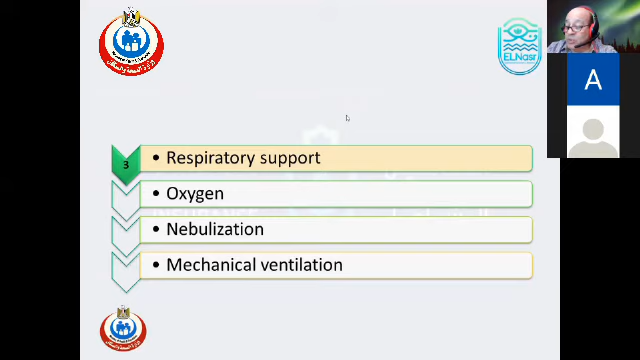 ELNasr
3
• Respiratory support
• Oxygen
• Nebulization
• Mechanical ventilation
A